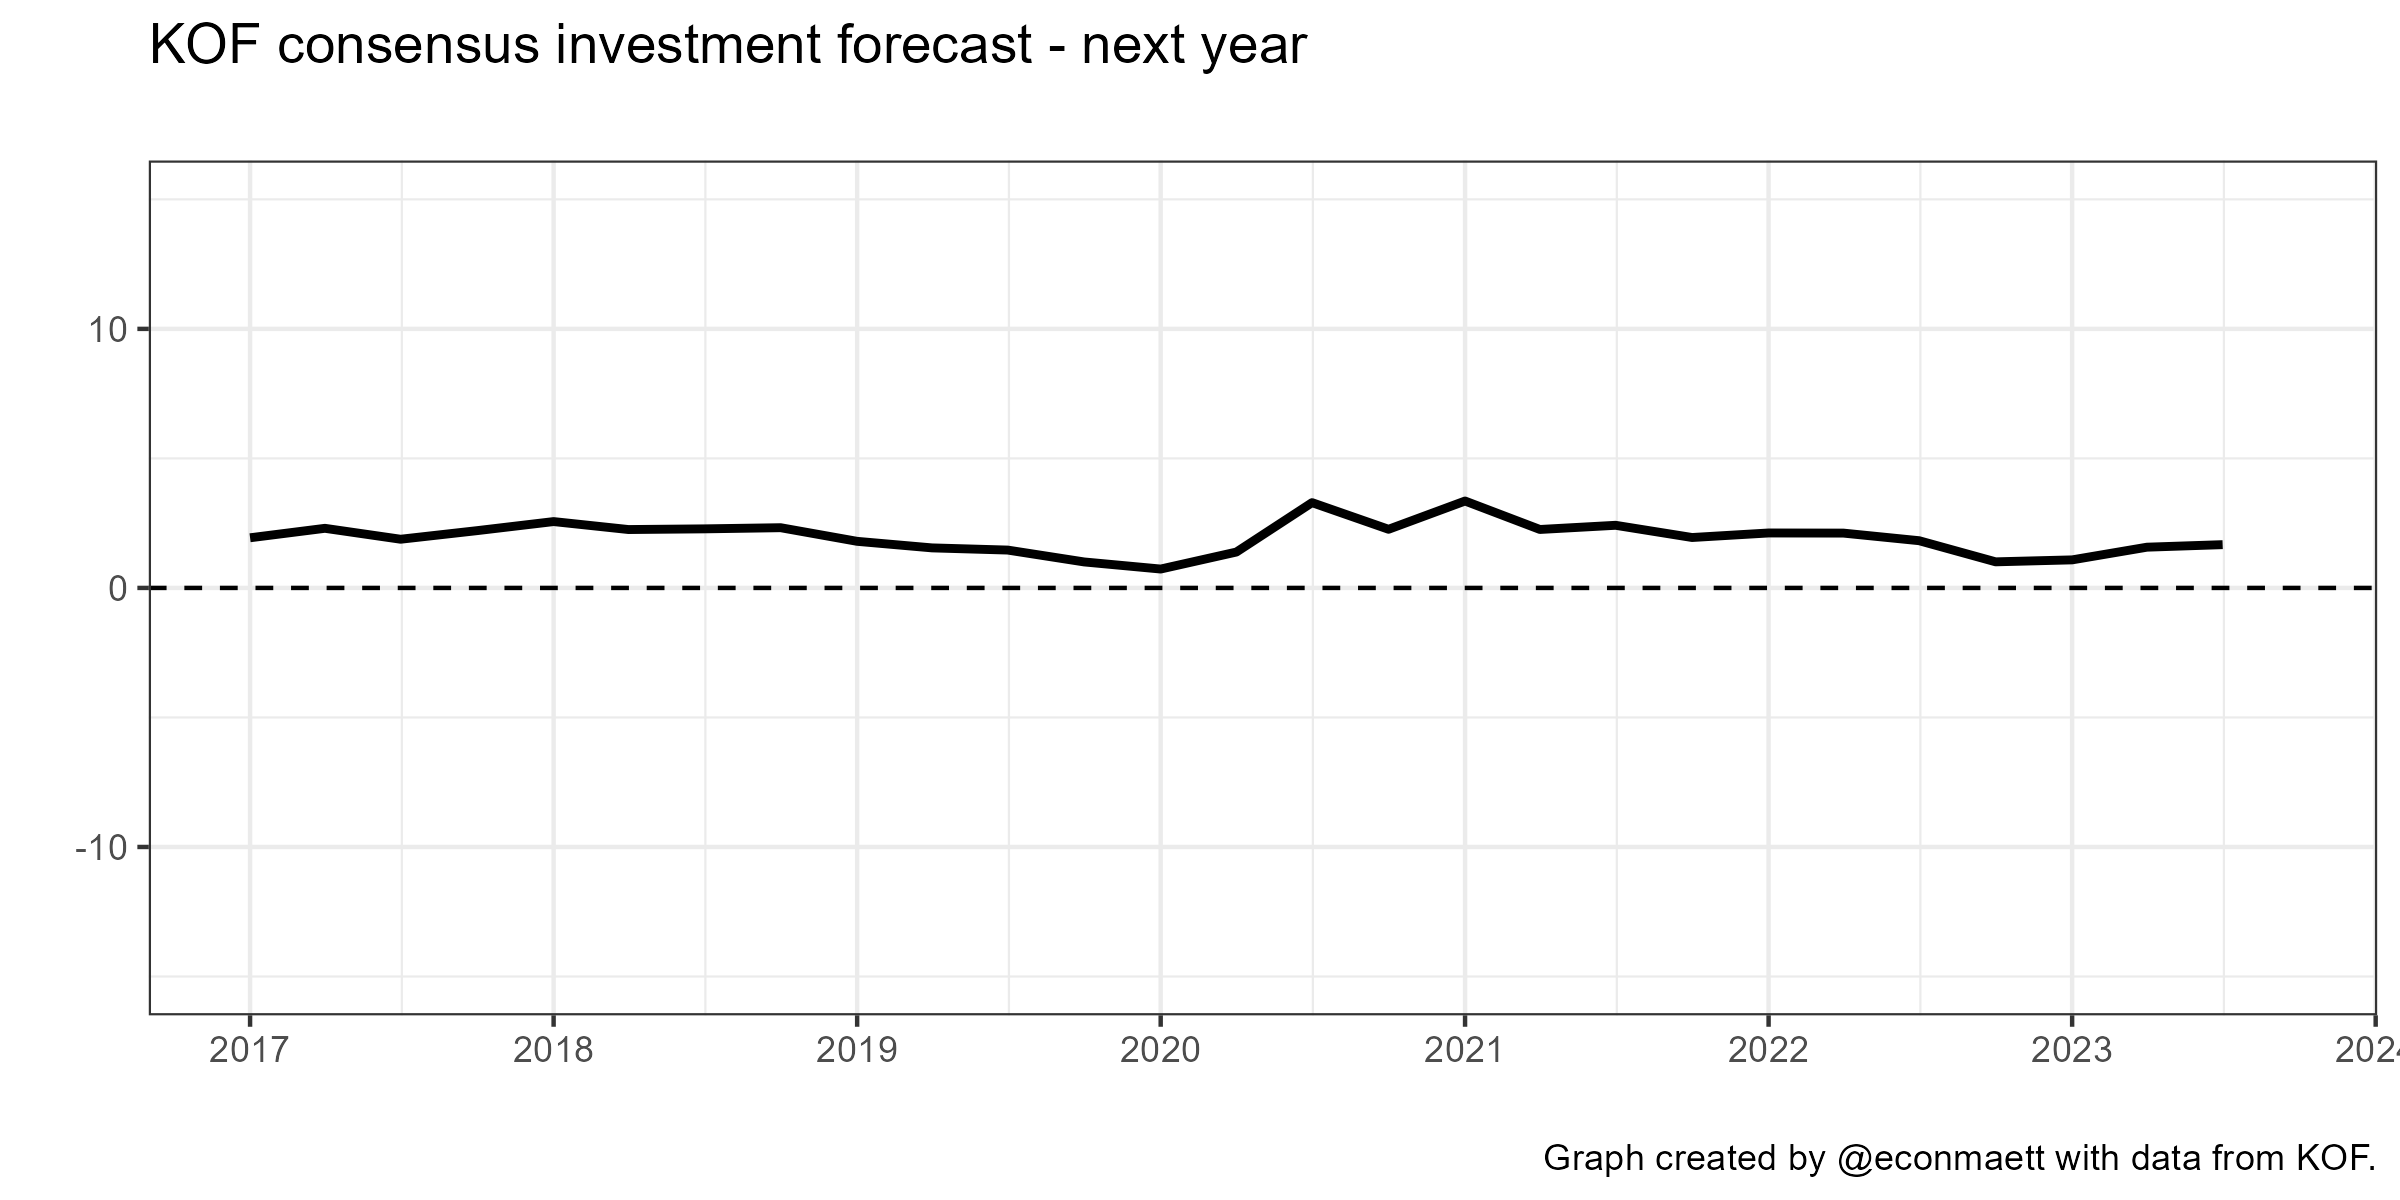 KOF consensus investment forecast - next year
10
0
-10
2017 2018 2019 2020 2021 2022 2023
Graph created by @econmaett with data from KOF.